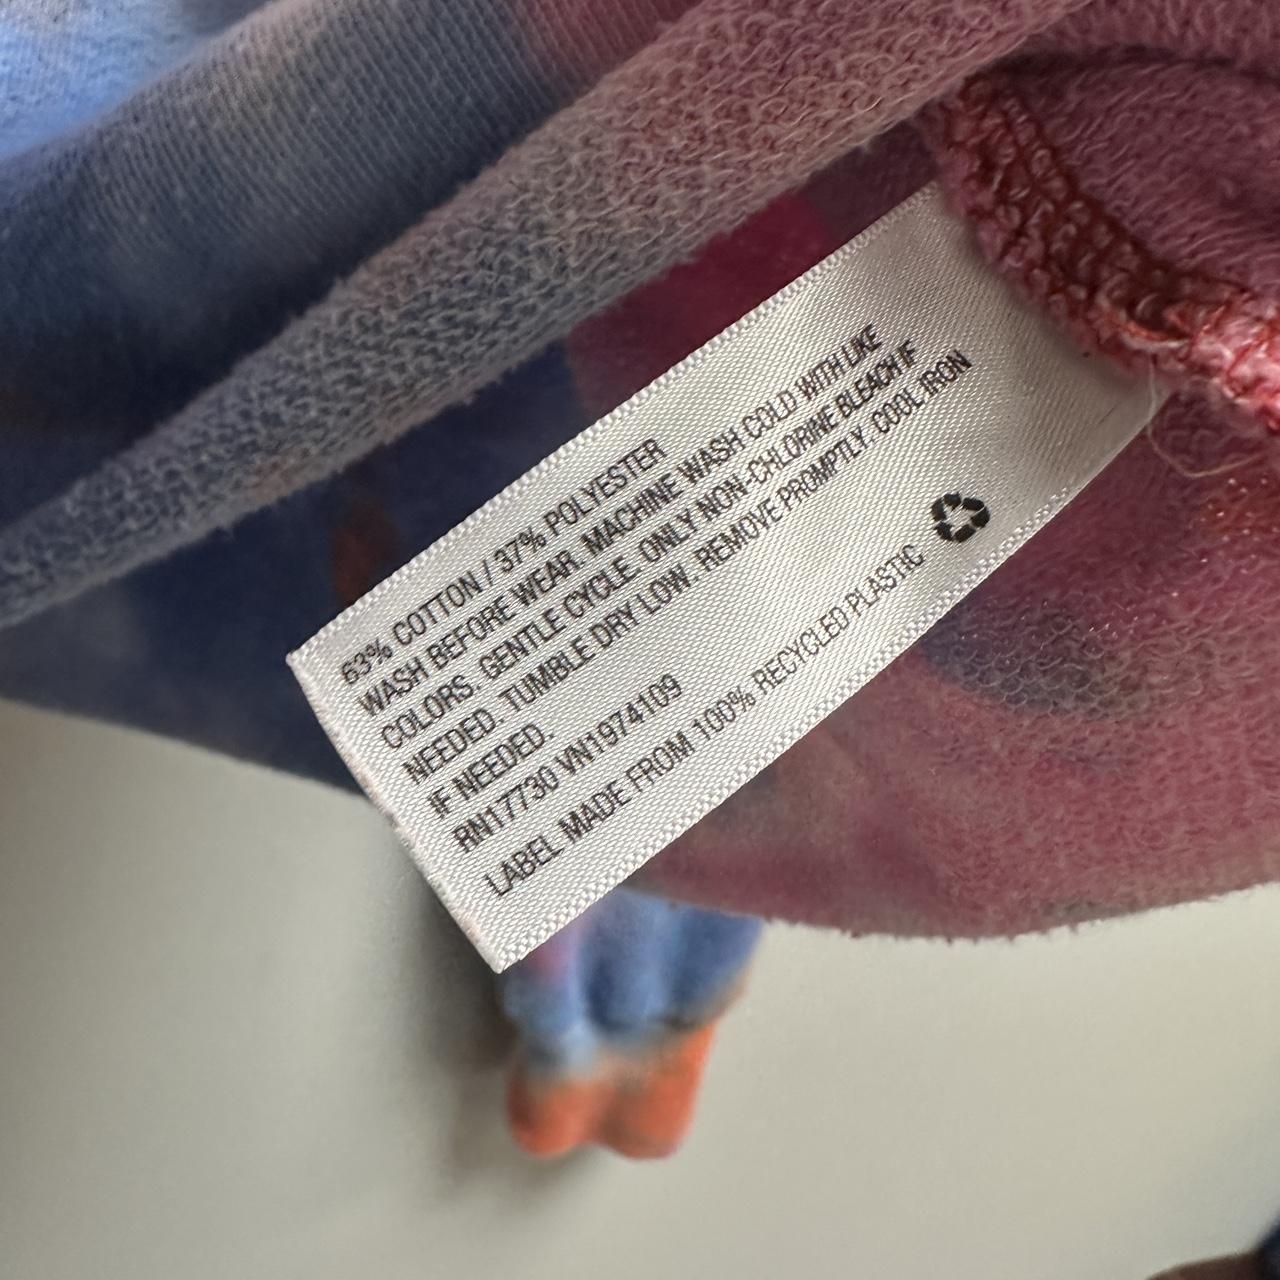 63% COTTON / 37% POLYESTER
WASH BEFORE WEAR. MACHINE WASH COLD WITH LIKE
COLORS. GENTLE CYCLE. ONLY NON-CHLORINE BLEACH IF
NEEDED. TUMBLE DRY LOW. REMOVE PROMPTLY. COOL IRON
IF NEEDED.
RN17730 VN1974109
LABEL MADE FROM 100% RECYCLED PLASTIC